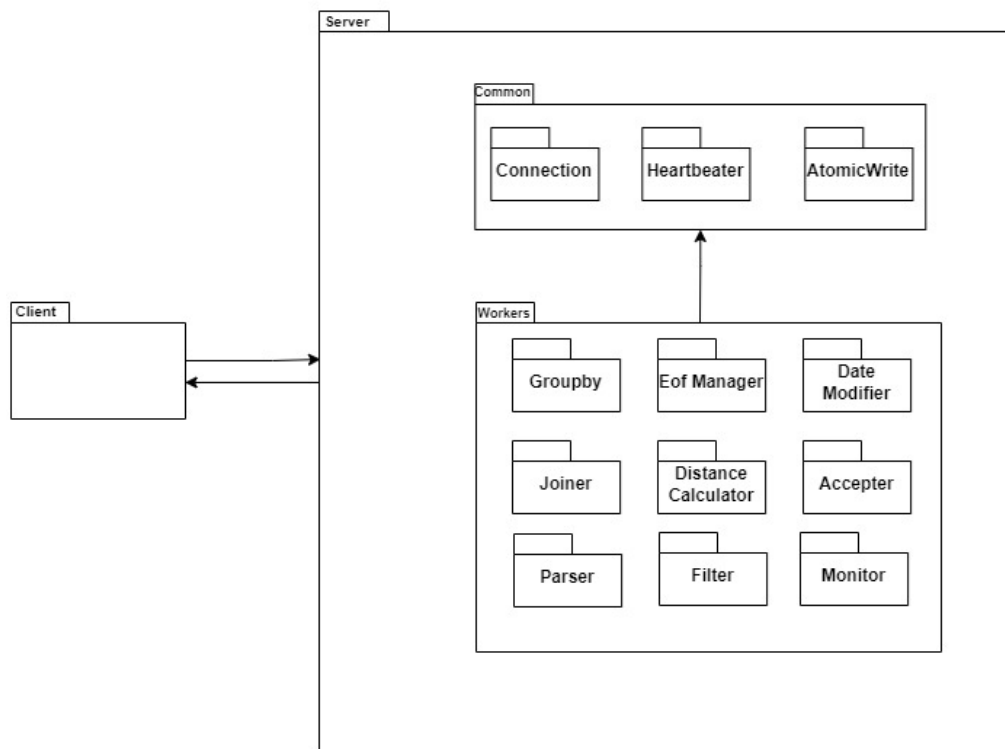 Server
Common
Connection
Heartbeater
AtomicWrite
Client
Workers
Groupby
Eof Manager
Date
Modifier
Joiner
Distance
Calculator
Accepter
Parser
Filter
Monitor